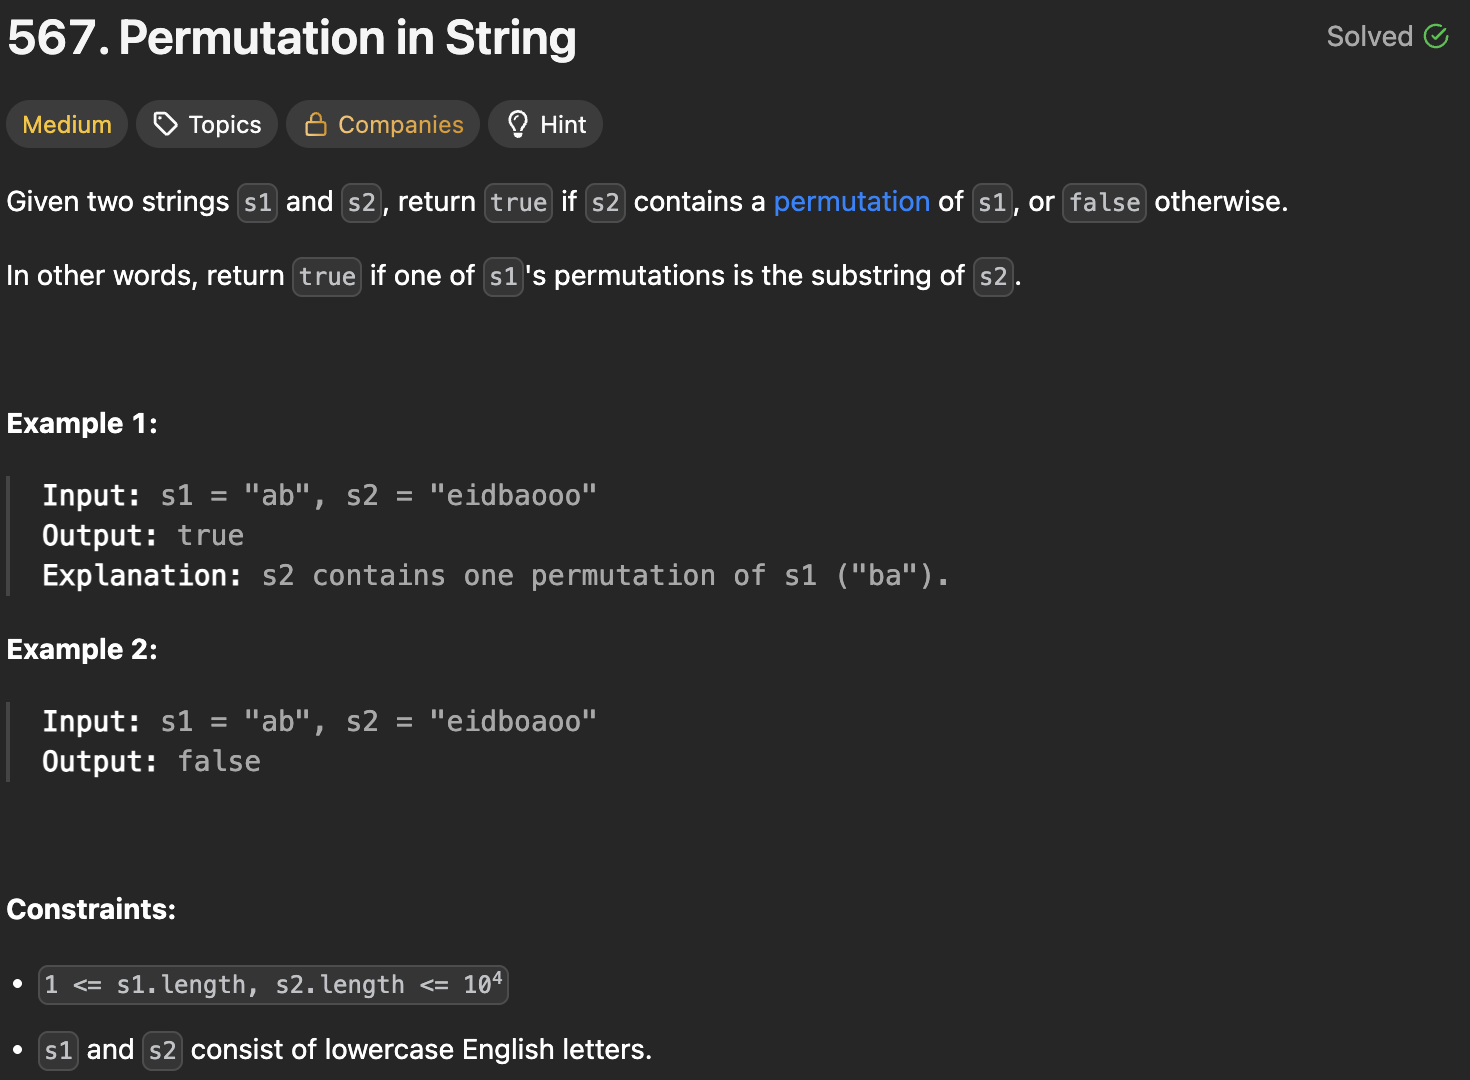 567. Permutation in String
Solved
Medium Topics Companies Hint
Given two strings s1 and s2, return true if s2 contains a permutation of s1, or false otherwise.
In other words, return true if one of s1's permutations is the substring of s2.
Example 1:
Input: s1 = "ab", s2 = "eidbaooo"
Output: true
Explanation: s2 contains one permutation of s1 ("ba").
Example 2:
Input: s1 = "ab", s2 = "eidboaoo"
Output: false
Constraints:
• 1 <= s1.length, s2.length <= 10⁴
• s1 and s2 consist of lowercase English letters.